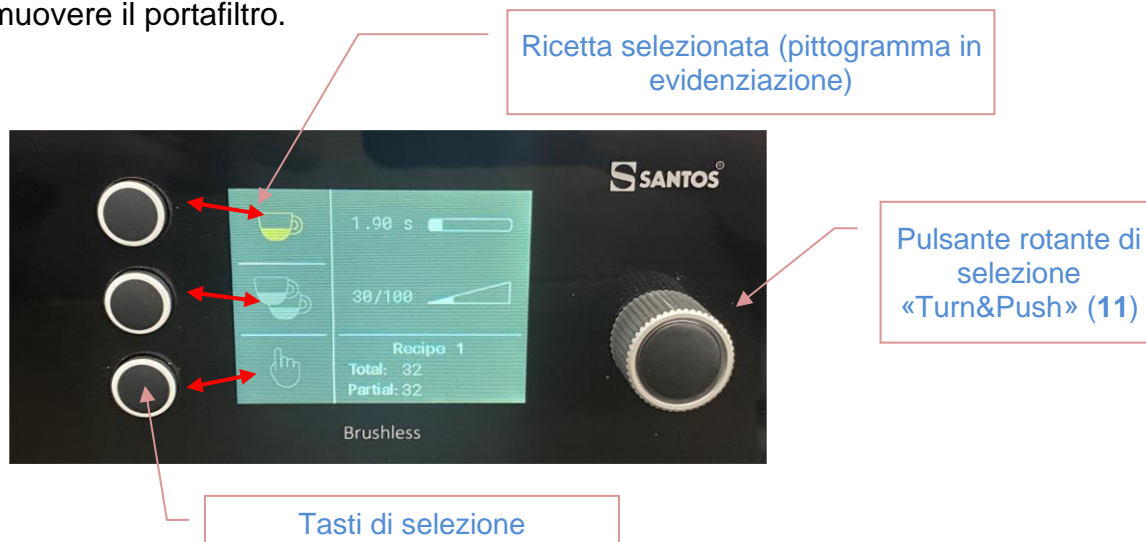 muovere il portafiltro.
Ricetta selezionata (pittogramma in
evidenziazione)
SANTOS®
1.90 s
Pulsante rotante di
selezione
«Turn&Push» (11)
30/100
Recipe 1
Total: 32
Partial: 32
Brushless
Tasti di selezione